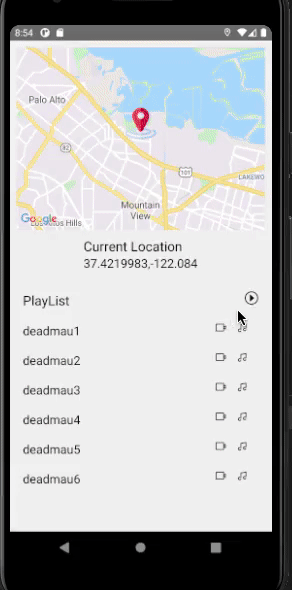 8:54
Palo Alto
82
101
LAKEWO
Mountain
View
Google
Los Altos Hills
Current Location
37.4219983,-122.084
PlayList
deadmau1
deadmau2
deadmau3
deadmau4
deadmau5
deadmau6